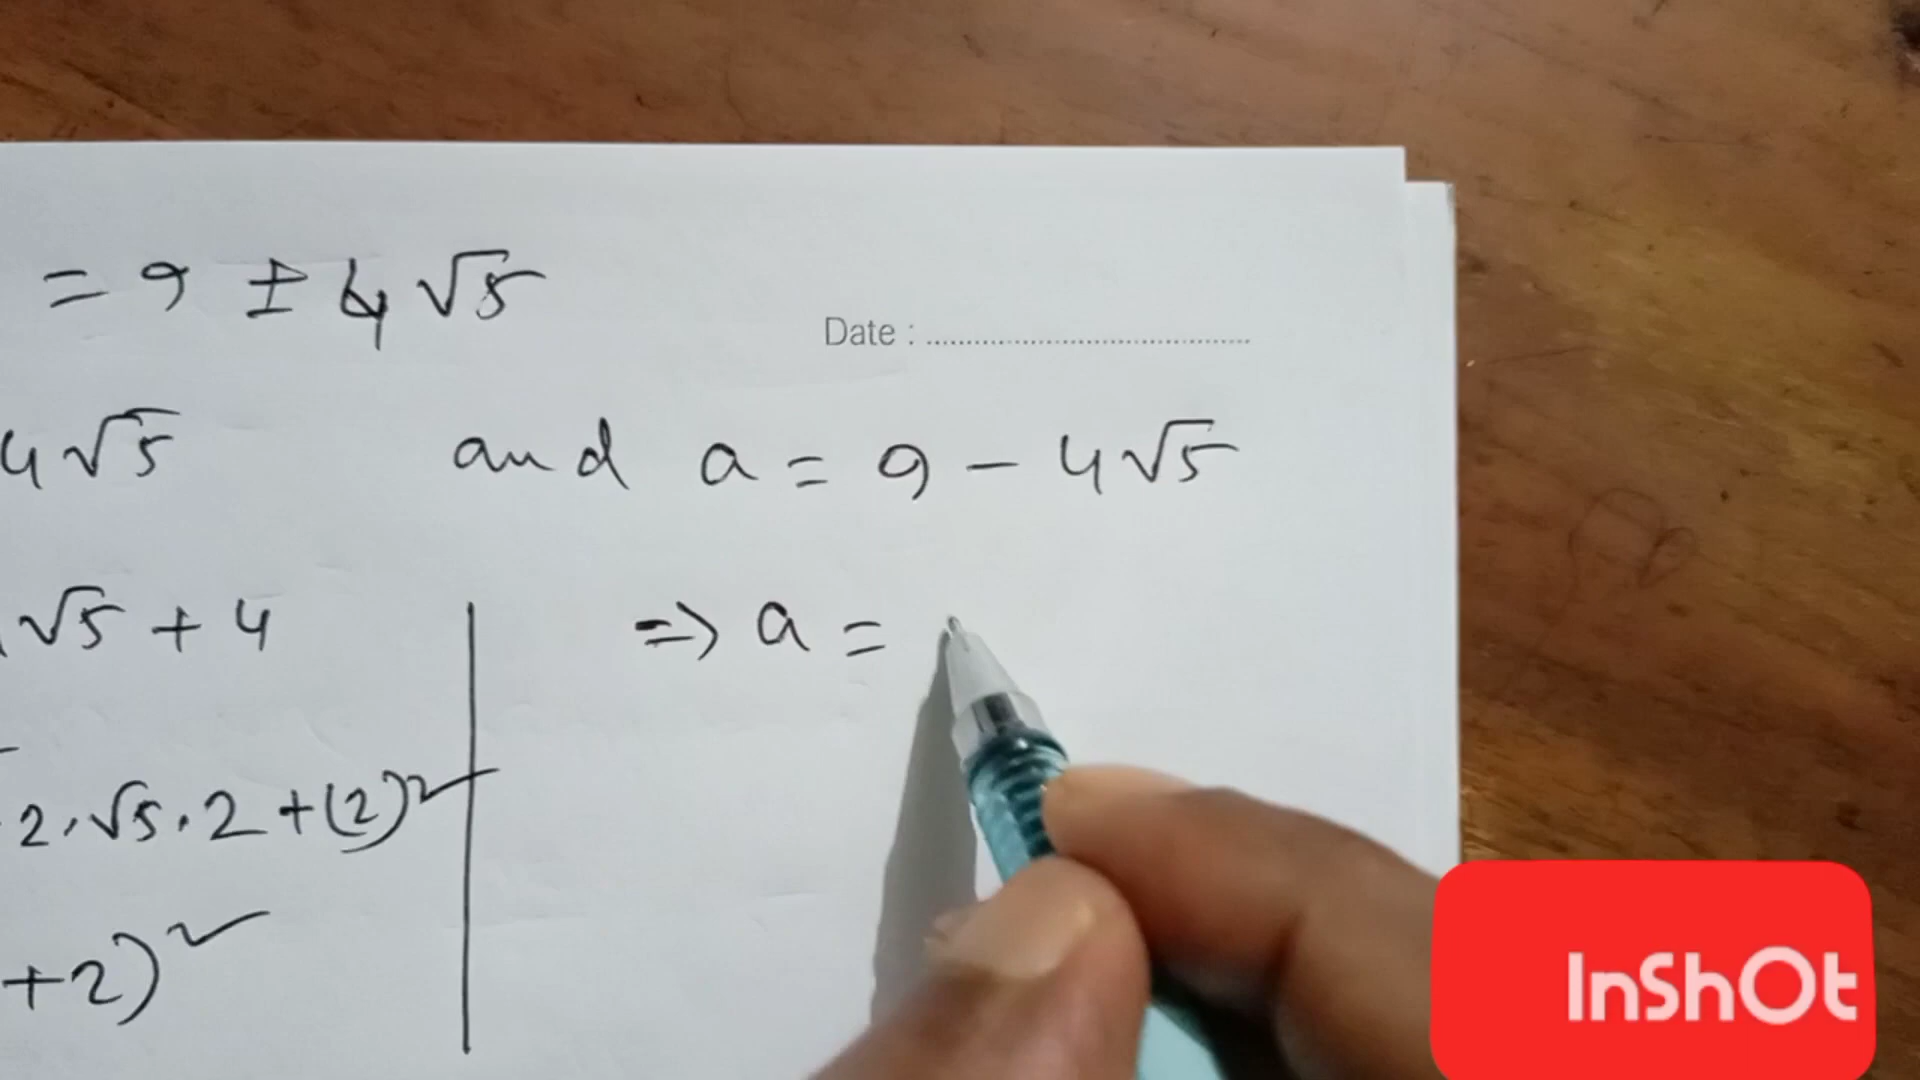 = 9 ± 4√5
Date :
4√5 and a = 9 - 4√5
√5 + 4
=> a =
2.√5.2 + (2)²
+2)²
InShOt